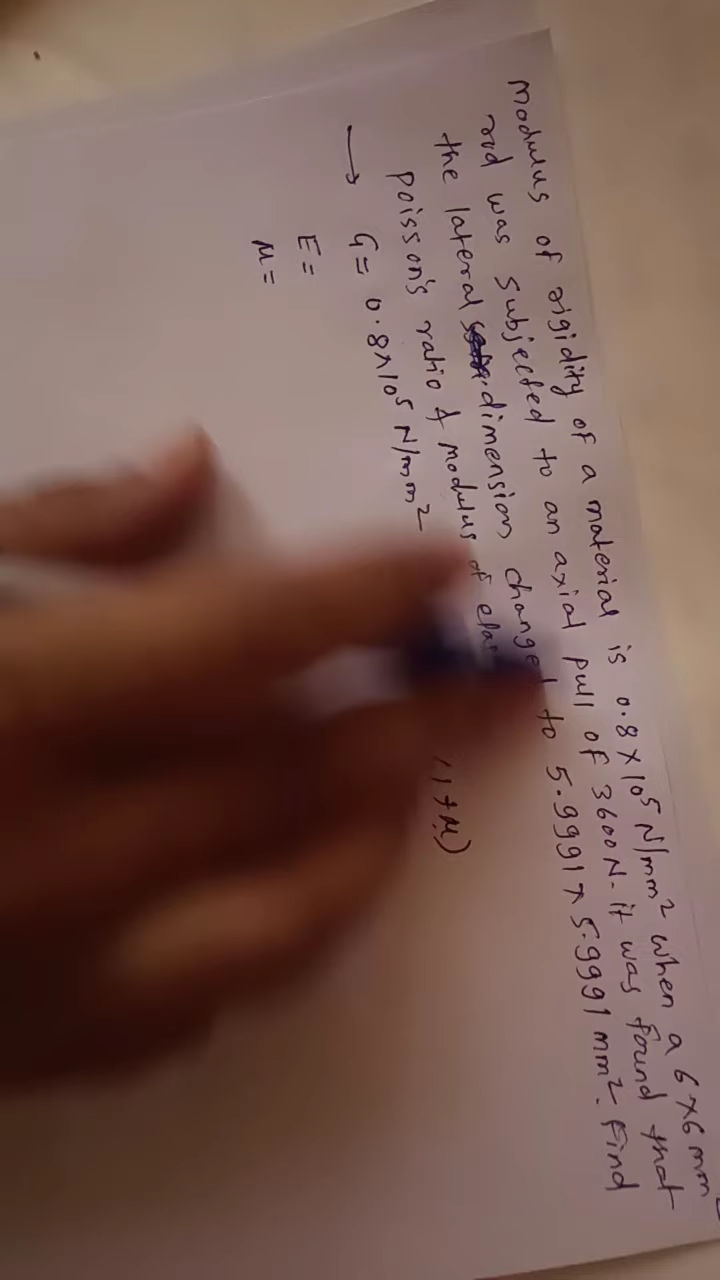 Modulus of rigidity of a material is 0.8×10⁵ N/mm² when a 6×6 mm²
rod was subjected to an axial pull of 3600N. it was found that
the lateral dimension changed to 5.9991×5.9991 mm². Find
poisson's ratio & modulus of
→ G = 0.8×10⁵ N/mm²
E =
μ =